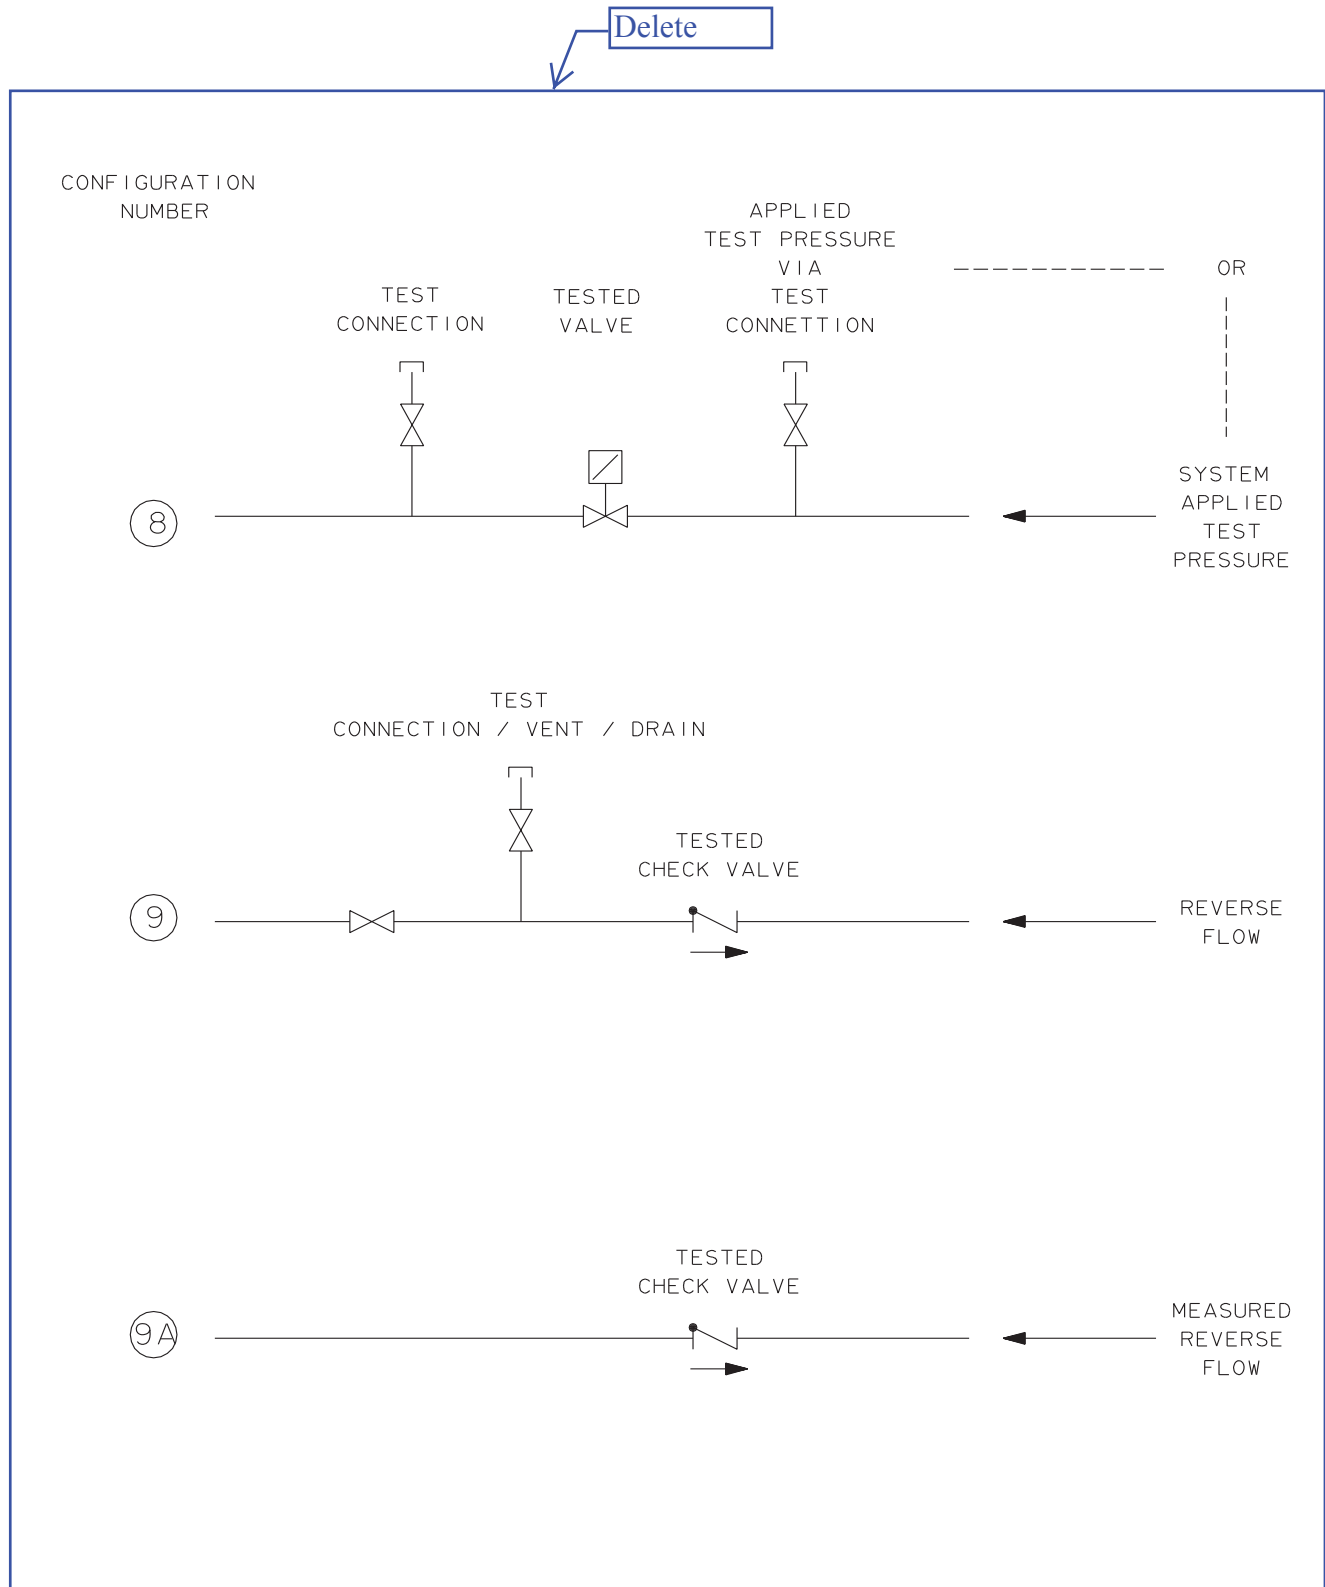 Delete
CONFIGURATION
NUMBER
APPLIED
TEST PRESSURE
VIA
TEST
CONNETTION
OR
TEST
CONNECTION
TESTED
VALVE
8
SYSTEM
APPLIED
TEST
PRESSURE
TEST
CONNECTION / VENT / DRAIN
TESTED
CHECK VALVE
9
REVERSE
FLOW
TESTED
CHECK VALVE
9A
MEASURED
REVERSE
FLOW